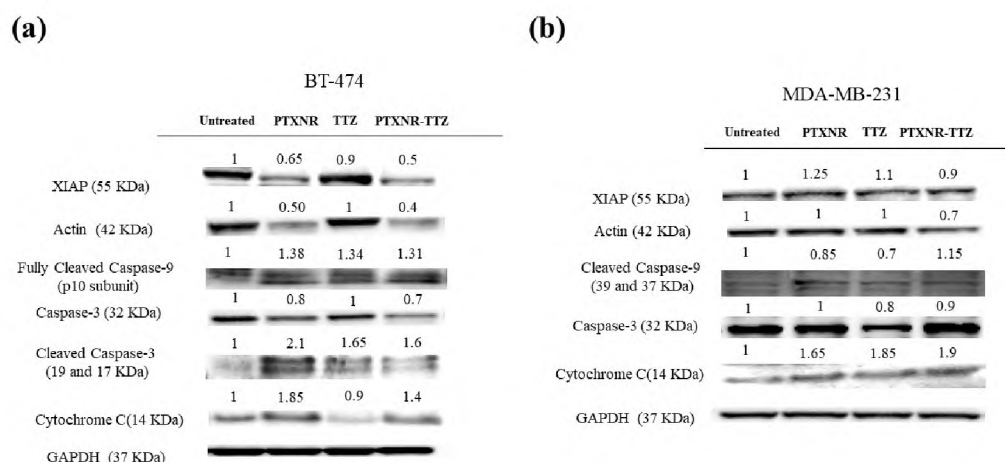 (a)
BT-474
Untreated PTXNR TTZ PTXNR-TTZ
1 0.65 0.9 0.5
XIAP (55 KDa)
1 0.50 1 0.4
Actin (42 KDa)
1 1.38 1.34 1.31
Fully Cleaved Caspase-9
(p10 subunit)
1 0.8 1 0.7
Caspase-3 (32 KDa)
1 2.1 1.65 1.6
Cleaved Caspase-3
(19 and 17 KDa)
1 1.85 0.9 1.4
Cytochrome C(14 KDa)
GAPDH (37 KDa)
(b)
MDA-MB-231
Untreated PTXNR TTZ PTXNR-TTZ
1 1.25 1.1 0.9
XIAP (55 KDa)
1 1 1 0.7
Actin (42 KDa)
1 0.85 0.7 1.15
Cleaved Caspase-9
(39 and 37 KDa)
1 1 0.8 0.9
Caspase-3 (32 KDa)
1 1.65 1.85 1.9
Cytochrome C(14 KDa)
GAPDH (37 KDa)